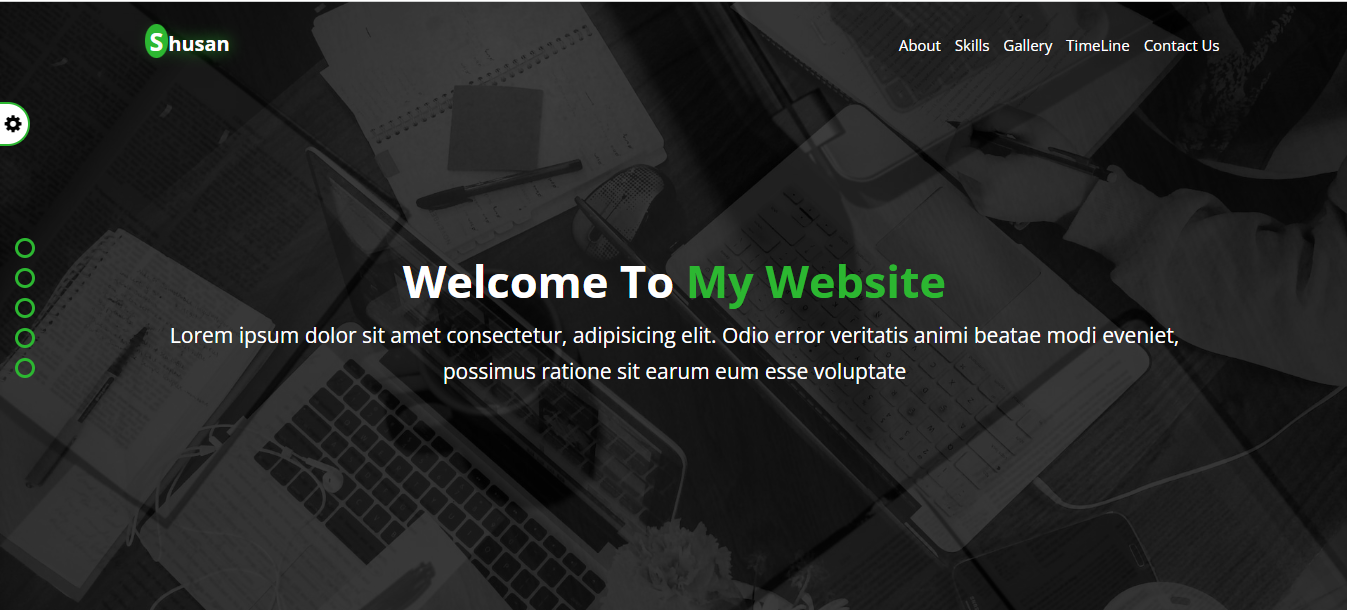 Shusan
About Skills Gallery TimeLine Contact Us
Welcome To My Website
Lorem ipsum dolor sit amet consectetur, adipisicing elit. Odio error veritatis animi beatae modi eveniet,
possimus ratione sit earum eum esse voluptate